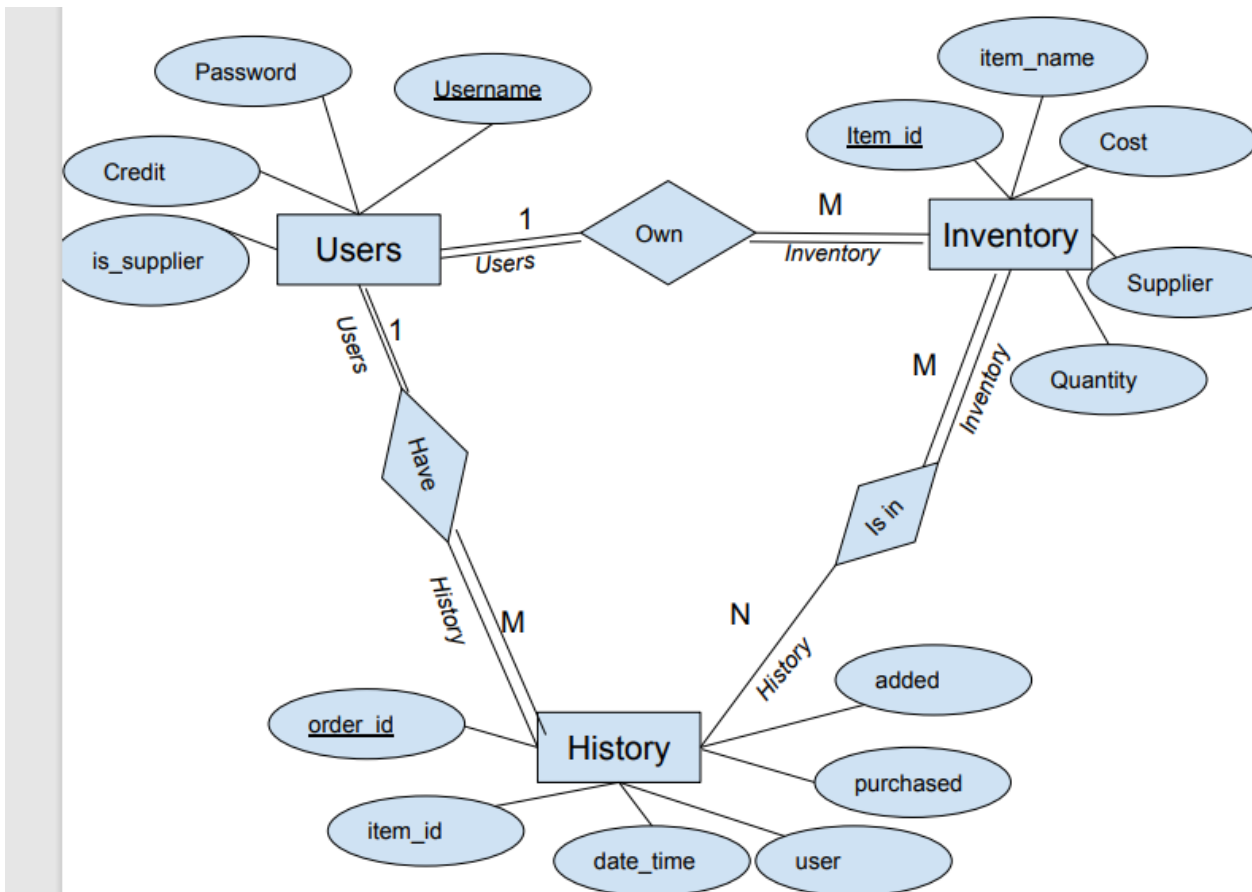 Password
Username
item_name
Item_id
Cost
Credit
1
M
Users
Own
Inventory
is_supplier
Users
Inventory
Supplier
Users
1
M
Inventory
Quantity
Have
Is in
History
M
N
History
added
order_id
History
purchased
item_id
date_time
user